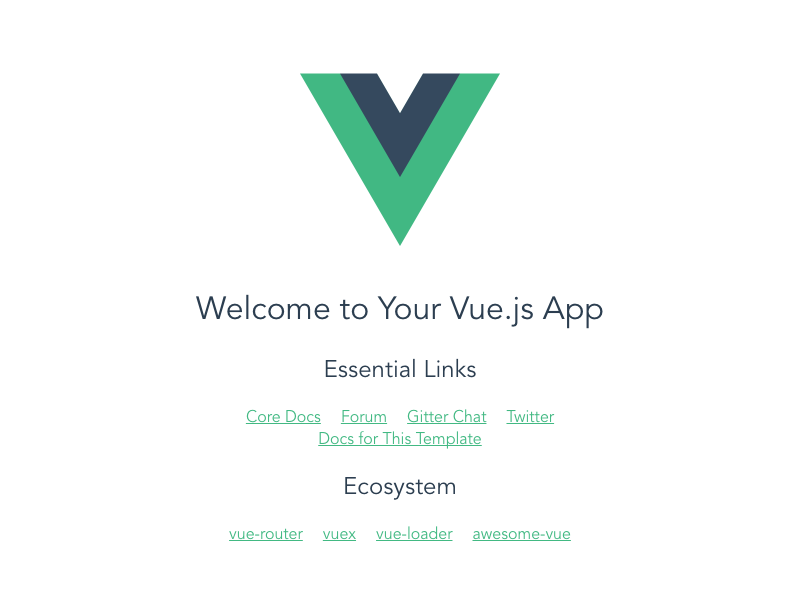 Welcome to Your Vue.js App
Essential Links
Core Docs Forum Gitter Chat Twitter
Docs for This Template
Ecosystem
vue-router vuex vue-loader awesome-vue